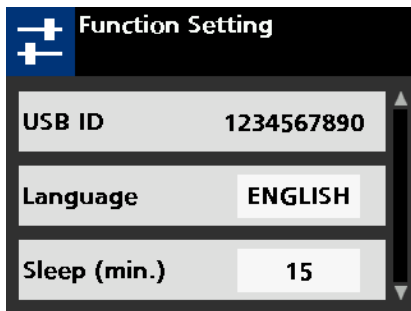 Function Setting
USB ID 1234567890
Language ENGLISH
Sleep (min.) 15